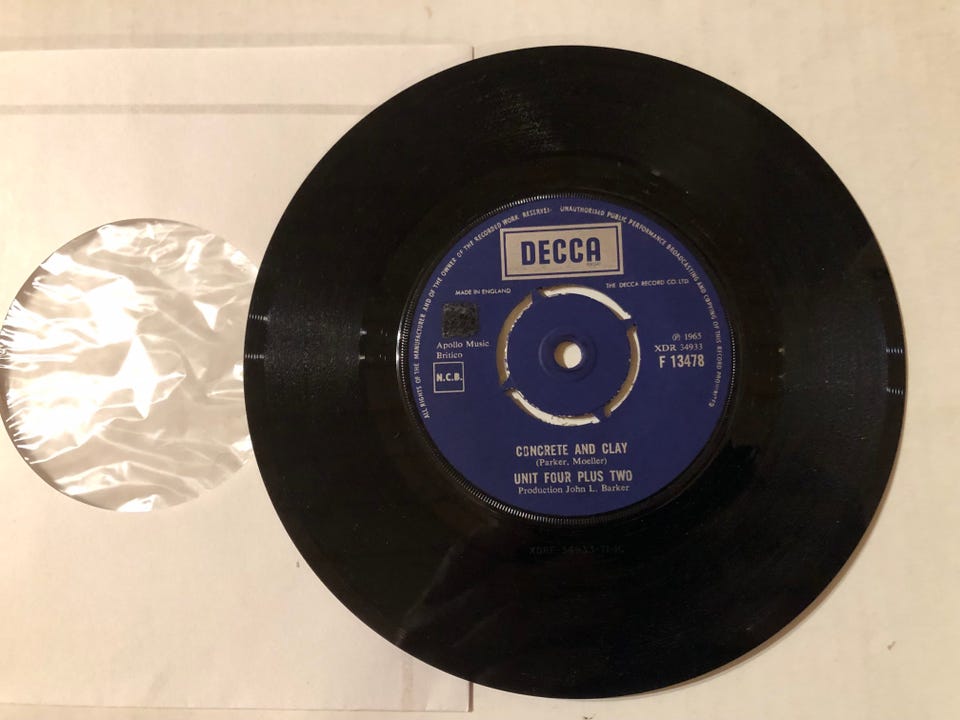 ALL RIGHTS OF THE MANUFACTURER AND OF THE OWNER OF THE RECORDED WORK RESERVED· UNAUTHORISED PUBLIC PERFORMANCE BROADCASTING AND COPYING OF THIS RECORD PROHIBITED
DECCA
MADE IN ENGLAND
THE DECCA RECORD CO. LTD
Apollo Music
Britico
N.C.B.
℗ 1965
XDR 34933
F 13478
CONCRETE AND CLAY
(Parker, Moeller)
UNIT FOUR PLUS TWO
Production John L. Barker